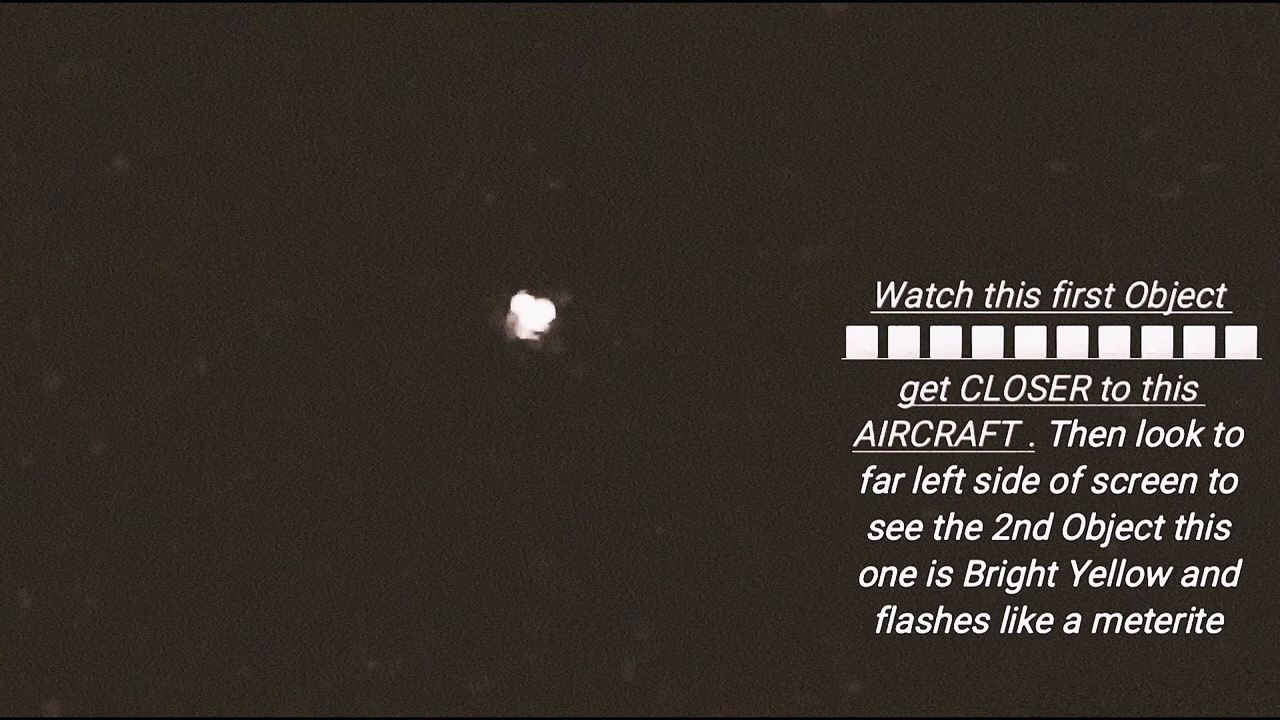 Watch this first Object
⬜⬜⬜⬜⬜⬜⬜⬜⬜⬜
get CLOSER to this
AIRCRAFT . Then look to
far left side of screen to
see the 2nd Object this
one is Bright Yellow and
flashes like a meterite